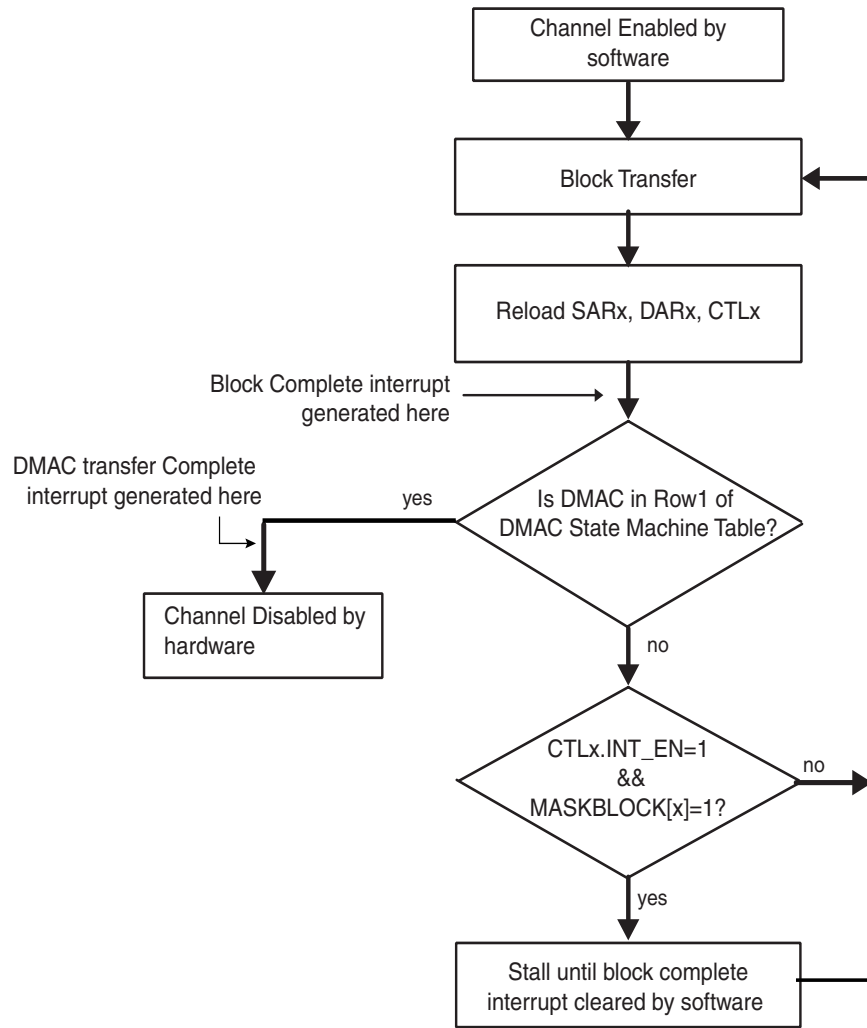 Channel Enabled by
software
Block Transfer
Reload SARx, DARx, CTLx
Block Complete interrupt
generated here
DMAC transfer Complete
interrupt generated here
yes
Is DMAC in Row1 of
DMAC State Machine Table?
Channel Disabled by
hardware
no
CTLx.INT_EN=1
&&
MASKBLOCK[x]=1?
no
yes
Stall until block complete
interrupt cleared by software